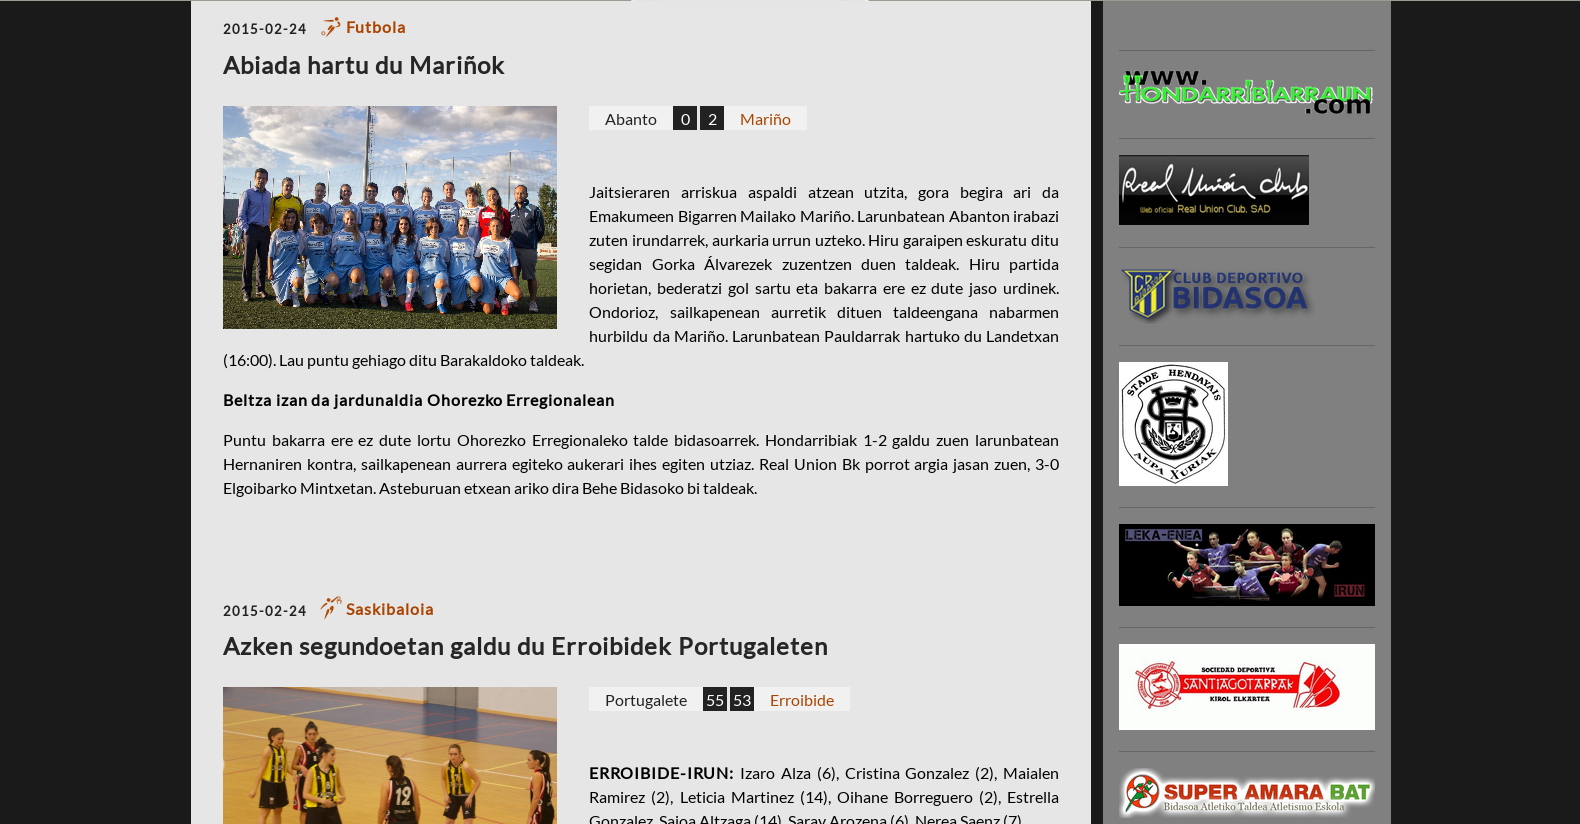 2015-02-24 Futbola
Abiada hartu du Mariñok
Abanto 0 2 Mariño
Jaitsieraren arriskua aspaldi atzean utzita, gora begira ari da
Emakumeen Bigarren Mailako Mariño. Larunbatean Abanton irabazi
zuten irundarrek, aurkaria urrun uzteko. Hiru garaipen eskuratu ditu
segidan Gorka Álvarezek zuzentzen duen taldeak. Hiru partida
horietan, bederatzi gol sartu eta bakarra ere ez dute jaso urdinek.
Ondorioz, sailkapenean aurretik dituen taldeengana nabarmen
hurbildu da Mariño. Larunbatean Pauldarrak hartuko du Landetxan
(16:00). Lau puntu gehiago ditu Barakaldoko taldeak.
Beltza izan da jardunaldia Ohorezko Erregionalean
Puntu bakarra ere ez dute lortu Ohorezko Erregionaleko talde bidasoarrek. Hondarribiak 1-2 galdu zuen larunbatean
Hernaniren kontra, sailkapenean aurrera egiteko aukerari ihes egiten utziaz. Real Union Bk porrot argia jasan zuen, 3-0
Elgoibarko Mintxetan. Asteburuan etxean ariko dira Behe Bidasoko bi taldeak.
2015-02-24 Saskibaloia
Azken segundoetan galdu du Erroibidek Portugaleten
Portugalete 55 53 Erroibide
12
ERROIBIDE-IRUN: Izaro Alza (6), Cristina Gonzalez (2), Maialen
Ramirez (2), Leticia Martinez (14), Oihane Borreguero (2), Estrella
Gonzalez, Saioa Altzaga (14), Saray Arozena (6), Nerea Saenz (7)
www.
HONDARRIBIARRAUN
.com
Real Unión Club
Web oficial Real Union Club, SAD
CLUB DEPORTIVO
BIDASOA
STADE HENDAYAIS
AUPA XURIAK
LEKA-ENEA
IRUN
SOCIEDAD DEPORTIVA
SANTIAGOTARRAK
KIROL ELKARTEA
SUPER AMARA BAT
Bidasoa Atletiko Taldea Atletismo Eskola